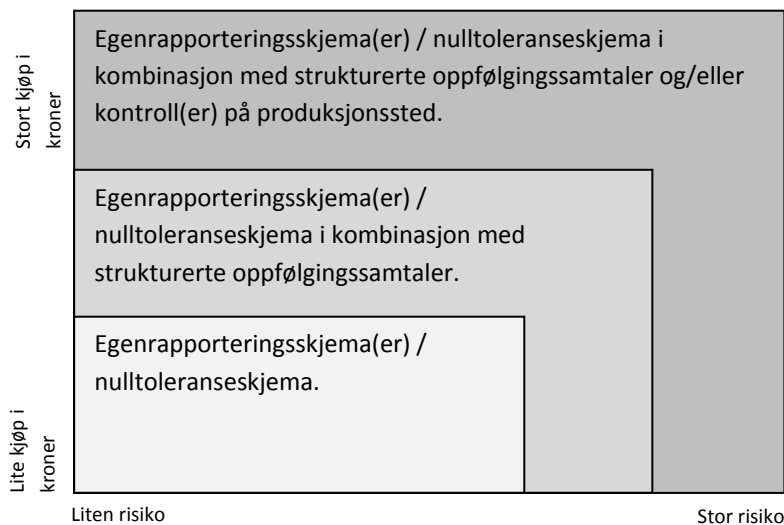 Egenrapporteringsskjema(er) / nulltoleranseskjema i
kombinasjon med strukturerte oppfølgingssamtaler og/eller
kontroll(er) på produksjonssted.
Stort kjøp i
kroner
Egenrapporteringsskjema(er) /
nulltoleranseskjema i kombinasjon med
strukturerte oppfølgingssamtaler.
Egenrapporteringsskjema(er) /
nulltoleranseskjema.
Lite kjøp i
kroner
Liten risiko
Stor risiko